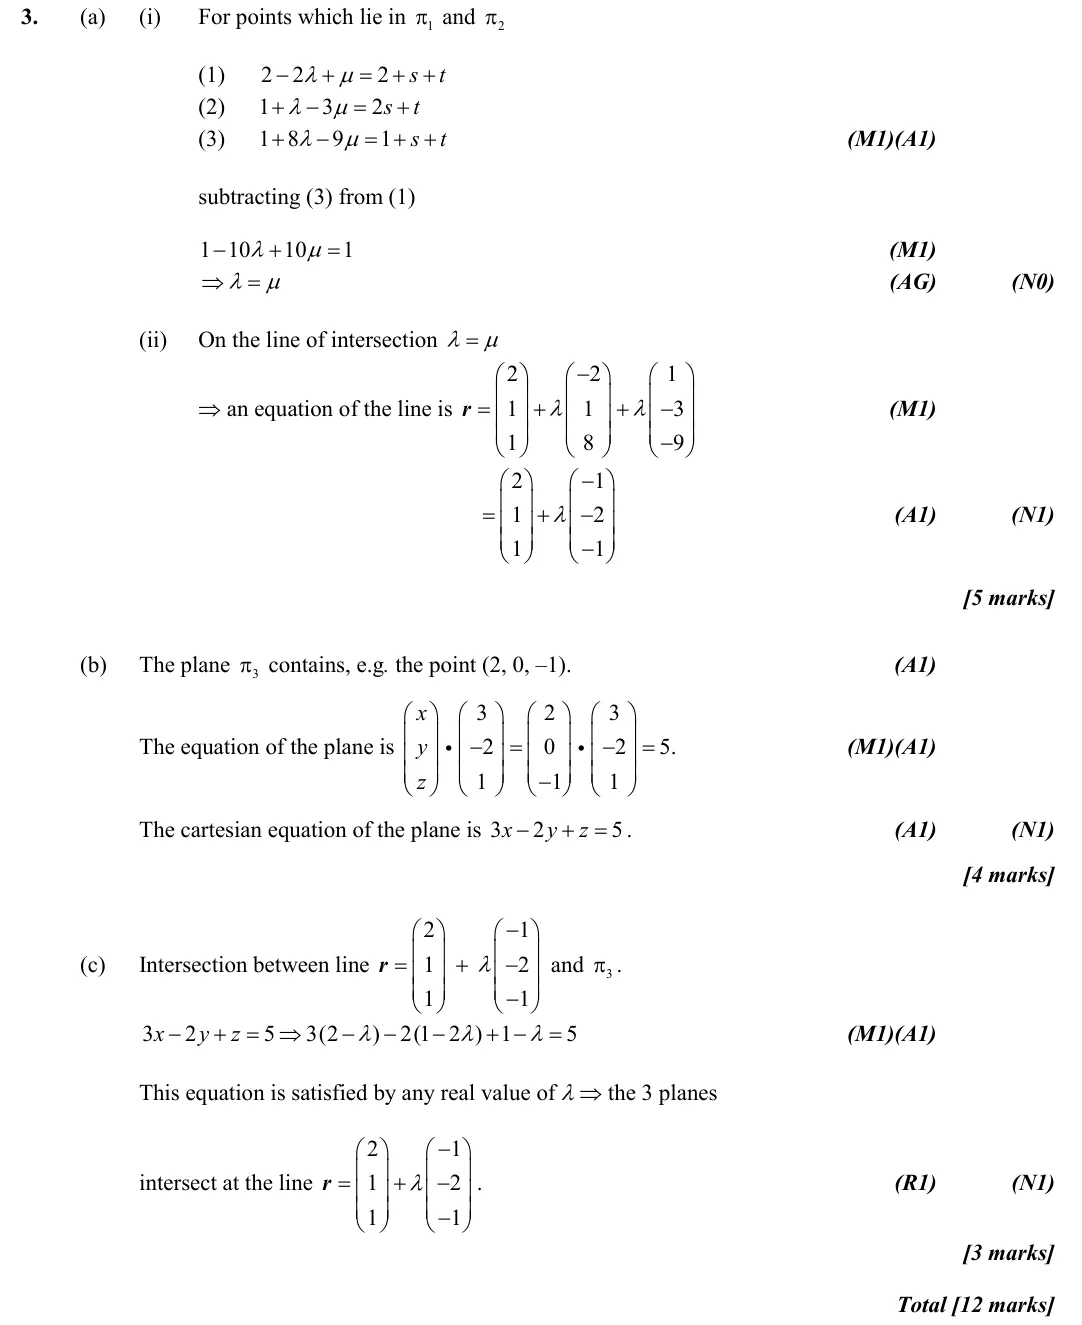 3. (a) (i) For points which lie in π₁ and π₂
(1) 2 − 2λ + μ = 2 + s + t
(2) 1 + λ − 3μ = 2s + t
(3) 1 + 8λ − 9μ = 1 + s + t (M1)(A1)
subtracting (3) from (1)
1 − 10λ + 10μ = 1 (M1)
⇒ λ = μ (AG) (N0)
(ii) On the line of intersection λ = μ
⇒ an equation of the line is r = (2 1 1) + λ(−2 1 8) + λ(1 −3 −9) (M1)
= (2 1 1) + λ(−1 −2 −1) (A1) (N1)
[5 marks]
(b) The plane π₃ contains, e.g. the point (2, 0, –1). (A1)
The equation of the plane is (x y z) • (3 −2 1) = (2 0 −1) • (3 −2 1) = 5. (M1)(A1)
The cartesian equation of the plane is 3x − 2y + z = 5. (A1) (N1)
[4 marks]
(c) Intersection between line r = (2 1 1) + λ(−1 −2 −1) and π₃.
3x − 2y + z = 5 ⇒ 3(2 − λ) − 2(1 − 2λ) + 1 − λ = 5 (M1)(A1)
This equation is satisfied by any real value of λ ⇒ the 3 planes
intersect at the line r = (2 1 1) + λ(−1 −2 −1). (R1) (N1)
[3 marks]
Total [12 marks]